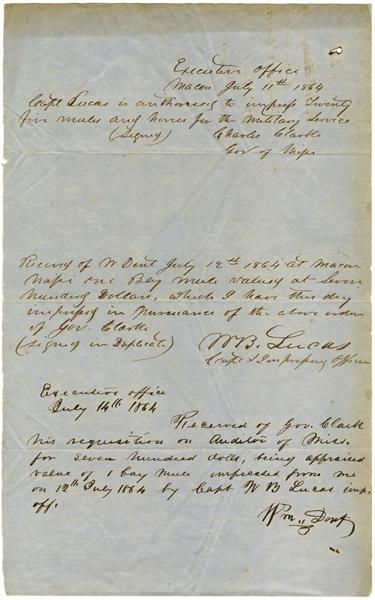 Executive Office
Macon July 11th 1864
Capt Lucas is authorised to impress Twenty
five mules and horses for the Military Service
(Signed) Charles Clarke
Gov of Missi
Received of W Dent July 12th 1864 at Macon
Missi one Bay mule valued at Seven
Hundred Dollars, which I have this day
impressed in Pursuance of the above order
of Gov. Clarke
(Signed in Duplicate) W B. Lucas
Capt & Impressing Officer
Executive office
July 14th 1864
Received of Gov. Clark
his requisition on Auditor of Miss.
for Seven Hundred dolls, being appraised
value of 1 bay mule impressed from me
on 12th July 1864 by Capt W B Lucas imp.
off.
Wm Dent